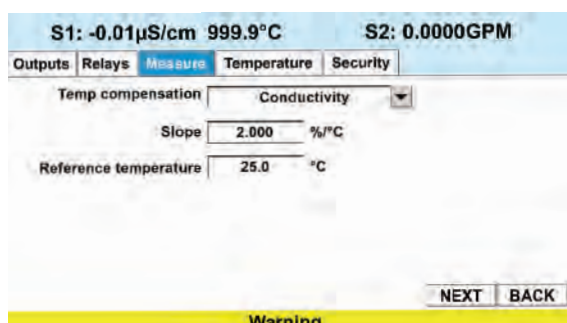 S1: -0.01µS/cm 999.9°C S2: 0.0000GPM
Outputs Relays Measure Temperature Security
Temp compensation Conductivity
Slope 2.000 %/°C
Reference temperature 25.0 °C
NEXT BACK
Warning